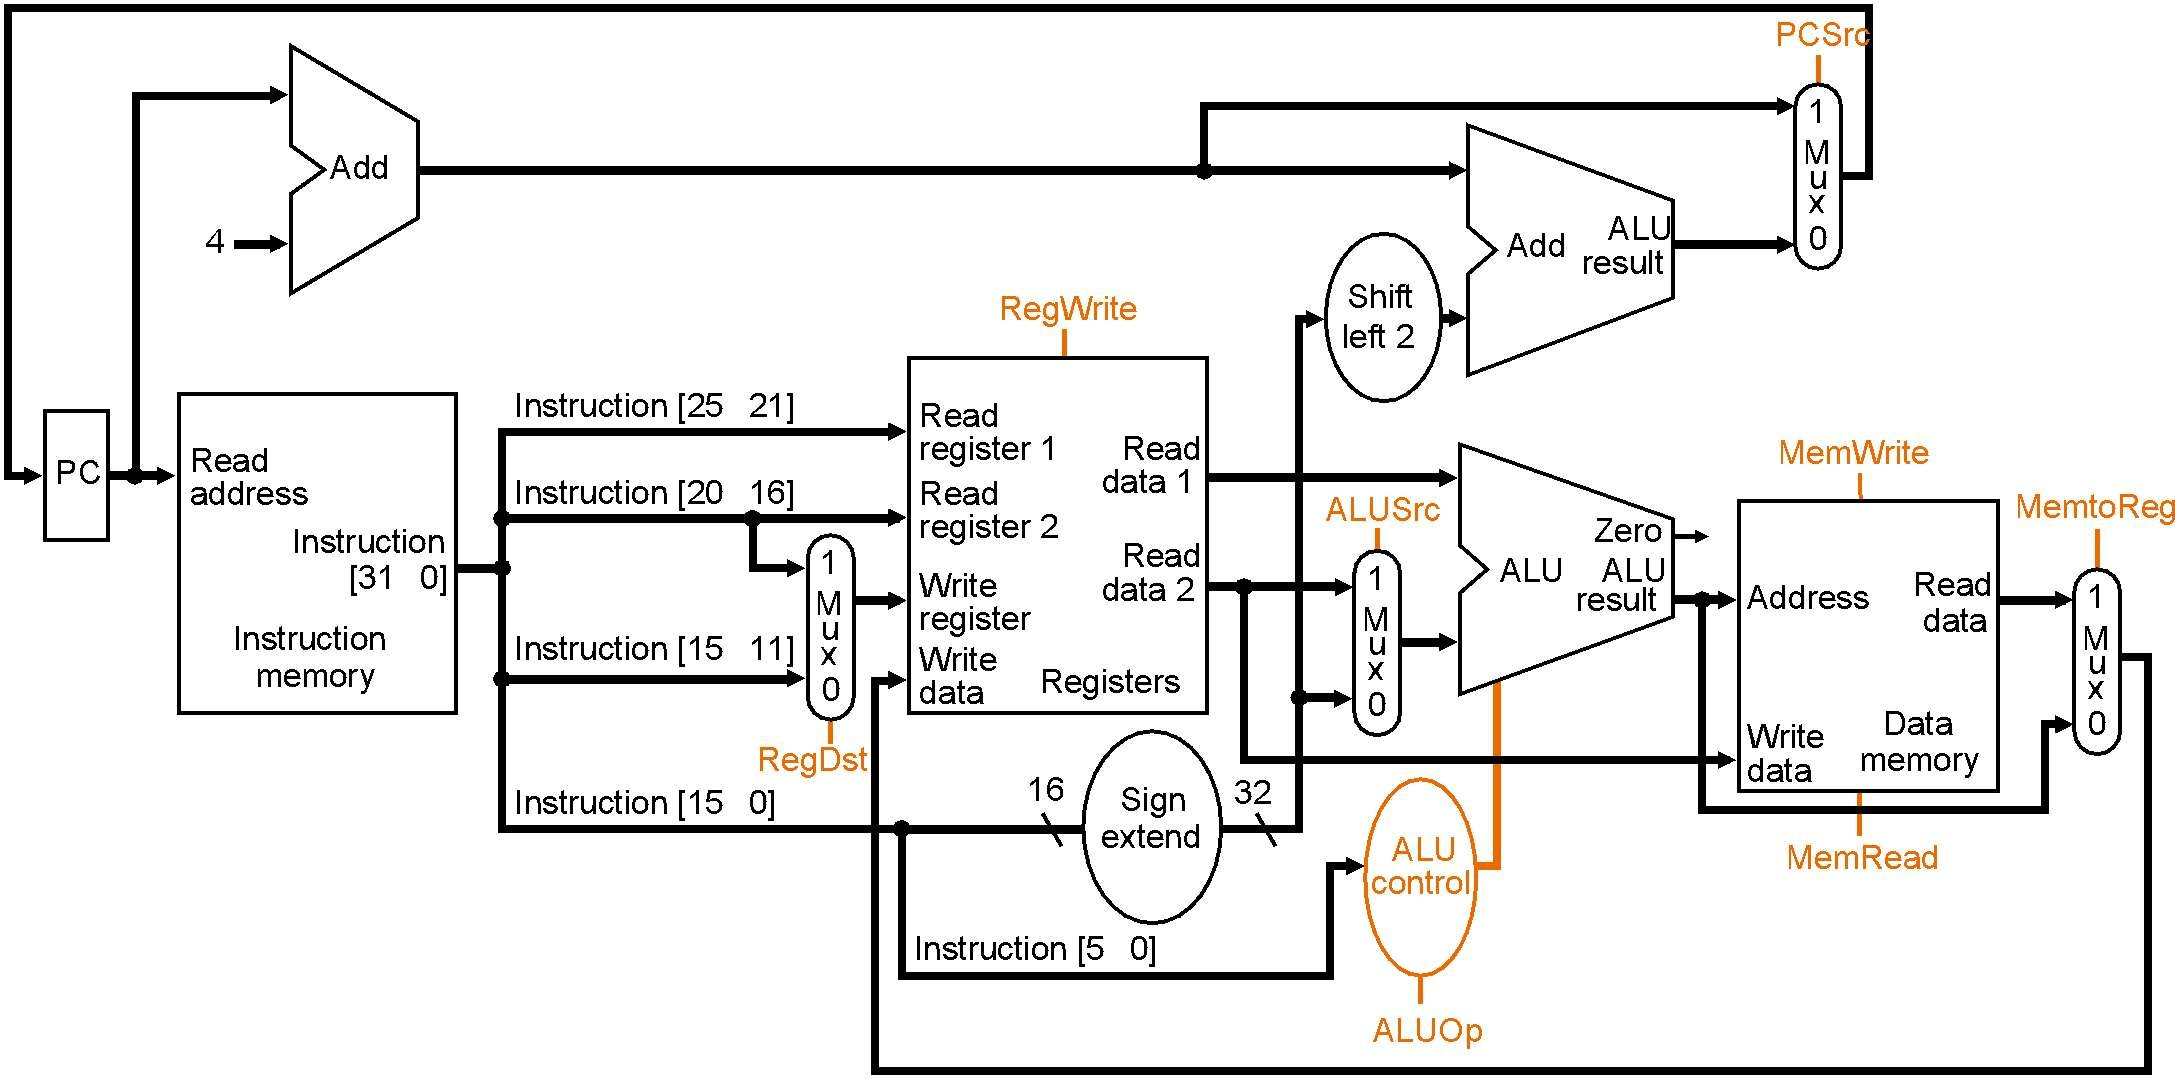 PCSrc
1
M
u
x
0
Add
4
Add
ALU
result
Shift
left 2
RegWrite
PC
Read
address
Instruction
[31 0]
Instruction
memory
Instruction [25 21]
Instruction [20 16]
Instruction [15 11]
Instruction [15 0]
1
M
u
x
0
RegDst
Read
register 1
Read
register 2
Write
register
Write
data
Read
data 1
Read
data 2
Registers
16
Sign
extend
32
Instruction [5 0]
ALUSrc
1
M
u
x
0
ALU
Zero
ALU
result
ALU
control
ALUOp
MemWrite
Address
Read
data
Write
data
Data
memory
MemRead
MemtoReg
1
M
u
x
0